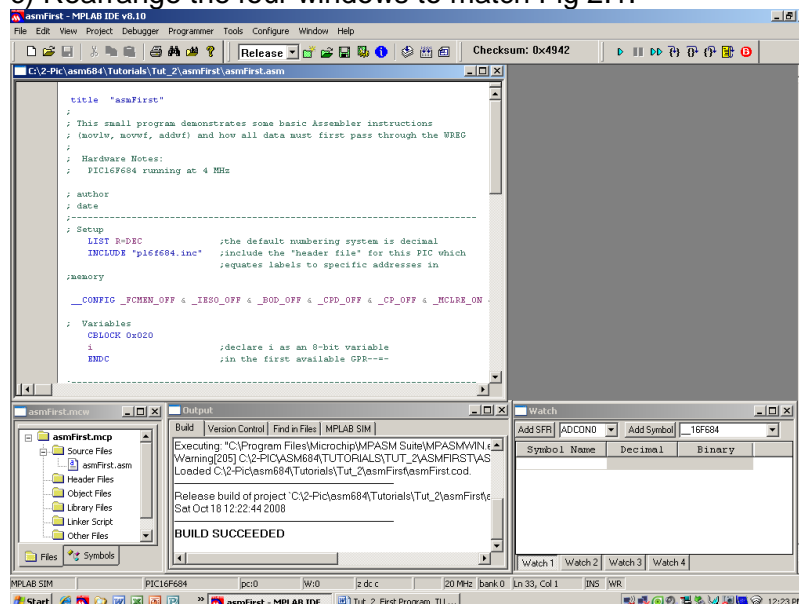 asmFirst - MPLAB IDE v8.10
File Edit View Project Debugger Programmer Tools Configure Window Help
Release Checksum: 0x4942
C:\2-Pic\asm684\Tutorials\Tut_2\asmFirst\asmFirst.asm
title "asmFirst"
;
; This small program demonstrates some basic Assembler instructions
; (movlw, movwf, addwf) and how all data must first pass through the WREG
;
; Hardware Notes:
; PIC16F684 running at 4 MHz
;
; author
; date
;----------------------------------------------------------------------
; Setup
LIST R=DEC ;the default numbering system is decimal
INCLUDE "p16f684.inc" ;include the "header file" for this PIC which
;equates labels to specific addresses in
;memory
__CONFIG _FCMEN_OFF & _IESO_OFF & _BOD_OFF & _CPD_OFF & _CP_OFF & _MCLRE_ON
; Variables
CBLOCK 0x020
i ;declare i as an 8-bit variable
ENDC ;in the first available GPR--=-
asmFirst.mcw
asmFirst.mcp
Source Files
asmFirst.asm
Header Files
Object Files
Library Files
Linker Script
Other Files
Files Symbols
Output
Build Version Control Find in Files MPLAB SIM
Executing: "C:\Program Files\Microchip\MPASM Suite\MPASMWIN.e
Warning[205] C:\2-PIC\ASM684\TUTORIALS\TUT_2\ASMFIRST\AS
Loaded C:\2-Pic\asm684\Tutorials\Tut_2\asmFirst\asmFirst.cod.
Release build of project `C:\2-Pic\asm684\Tutorials\Tut_2\asmFirst\a
Sat Oct 18 12:22:44 2008
BUILD SUCCEEDED
Watch
Add SFR ADCON0 Add Symbol __16F684
Symbol Name Decimal Binary
Watch 1 Watch 2 Watch 3 Watch 4
MPLAB SIM PIC16F684 pc:0 W:0 z dc c 20 MHz bank 0 Ln 33, Col 1 INS WR
Start asmFirst - MPLAB IDE ... Tut_2 First Program_TU... 12:23 PM